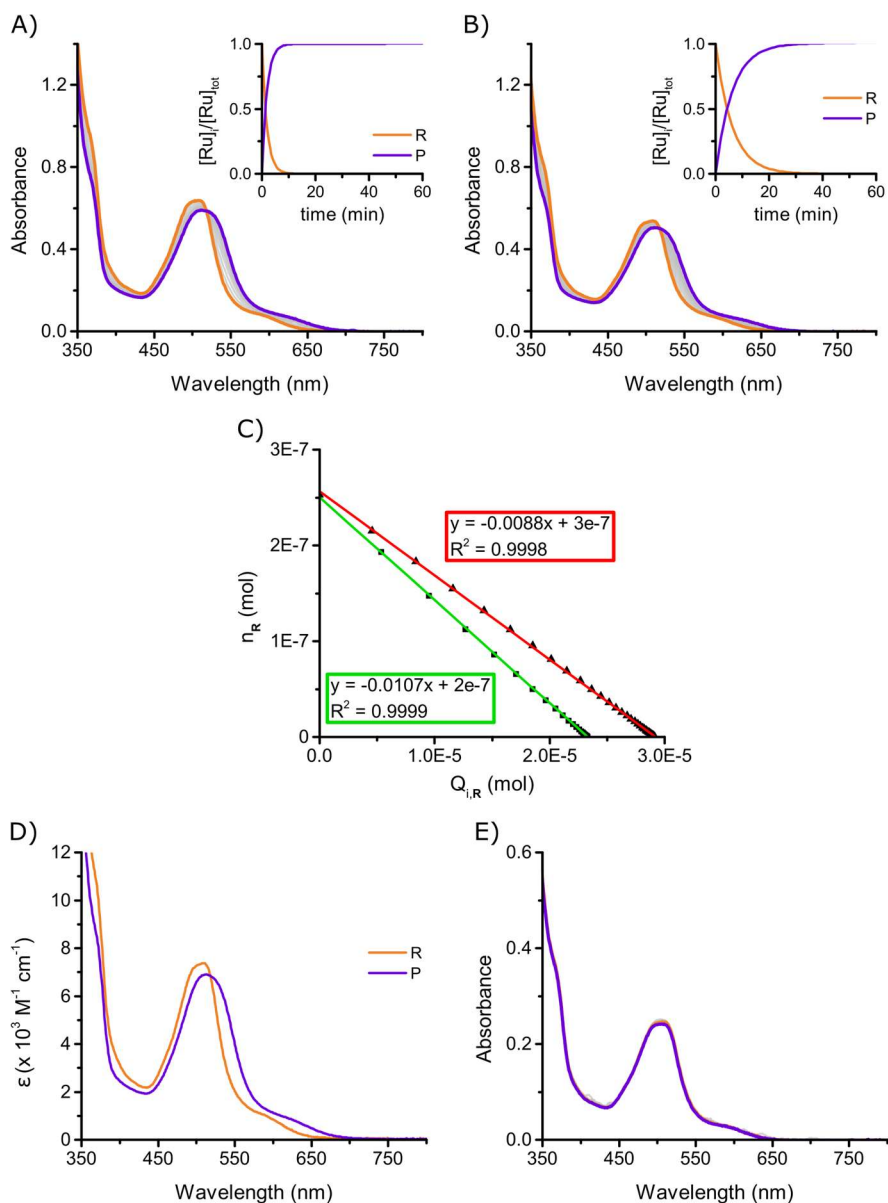 A)
Absorbance
1.2
0.8
0.4
0.0
350 450 550 650 750
Wavelength (nm)
[Ru]i/[Ru]tot
1.0
0.5
0.0
0 20 40 60
time (min)
R
P
B)
Absorbance
1.2
0.8
0.4
0.0
350 450 550 650 750
Wavelength (nm)
[Ru]i/[Ru]tot
1.0
0.5
0.0
0 20 40 60
time (min)
R
P
C)
nR (mol)
3E-7
2E-7
1E-7
0
0.0 1.0E-5 2.0E-5 3.0E-5
Qi,R (mol)
y = -0.0088x + 3e-7
R² = 0.9998
y = -0.0107x + 2e-7
R² = 0.9999
D)
ε (x 10³ M⁻¹ cm⁻¹)
12
10
8
6
4
2
0
350 450 550 650 750
Wavelength (nm)
R
P
E)
Absorbance
0.6
0.4
0.2
0.0
350 450 550 650 750
Wavelength (nm)